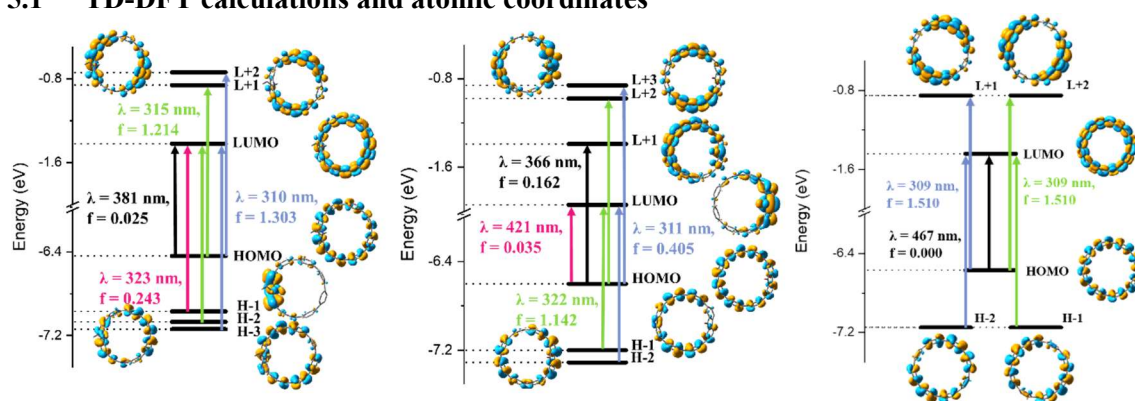 TD-DFT calculations and atomic coordinates
Energy (eV)
-0.8
-1.6
-6.4
-7.2
L+2
L+1
LUMO
HOMO
H-1
H-2
H-3
λ = 315 nm,
f = 1.214
λ = 381 nm,
f = 0.025
λ = 310 nm,
f = 1.303
λ = 323 nm,
f = 0.243
Energy (eV)
-0.8
-1.6
-6.4
-7.2
L+3
L+2
L+1
LUMO
HOMO
H-1
H-2
λ = 366 nm,
f = 0.162
λ = 421 nm,
f = 0.035
λ = 311 nm,
f = 0.405
λ = 322 nm,
f = 1.142
Energy (eV)
-0.8
-1.6
-6.4
-7.2
L+1
L+2
LUMO
HOMO
H-2
H-1
λ = 309 nm,
f = 1.510
λ = 309 nm,
f = 1.510
λ = 467 nm,
f = 0.000